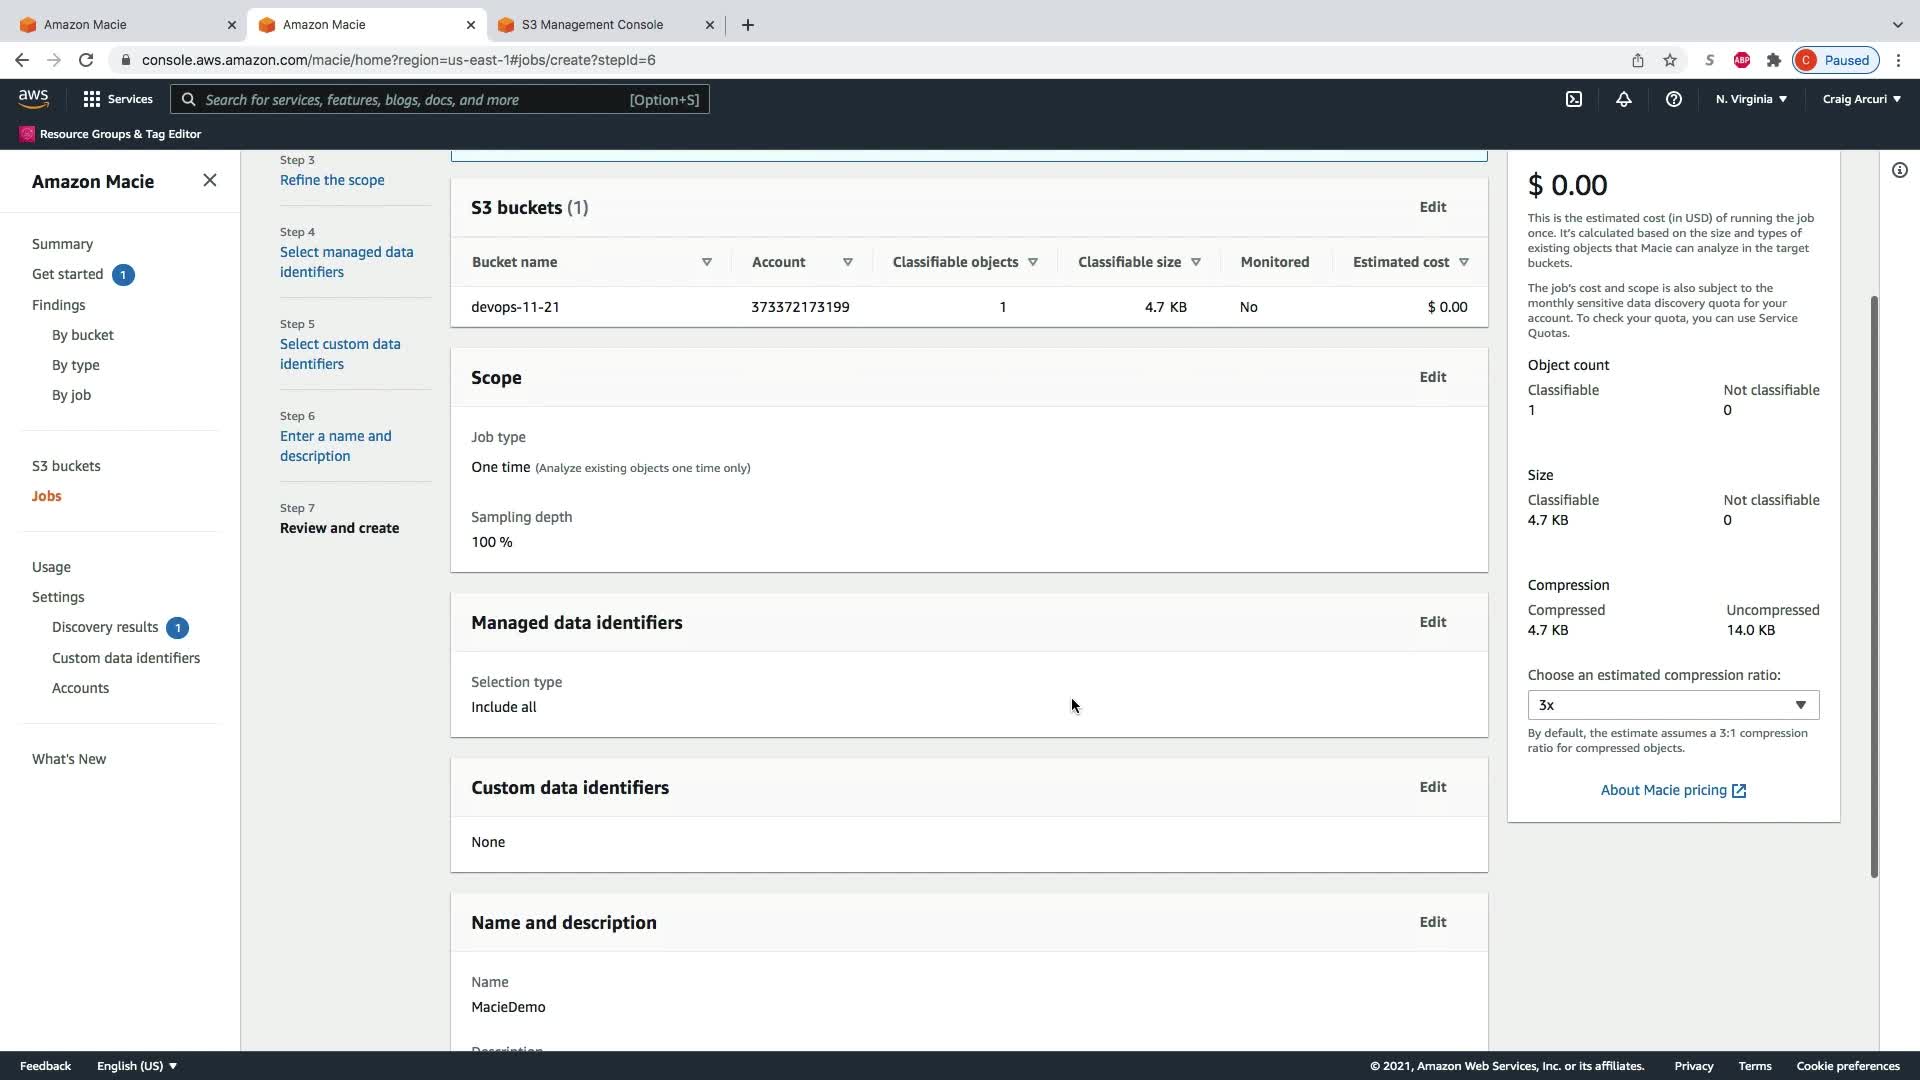 Amazon Macie
Amazon Macie
S3 Management Console
console.aws.amazon.com/macie/home?region=us-east-1#jobs/create?stepId=6
S
ABP
C
Paused
aws
Services
Search for services, features, blogs, docs, and more
[Option+S]
N. Virginia
Craig Arcuri
Resource Groups & Tag Editor
Amazon Macie
Summary
Get started 1
Findings
By bucket
By type
By job
S3 buckets
Jobs
Usage
Settings
Discovery results 1
Custom data identifiers
Accounts
What's New
Step 3
Refine the scope
Step 4
Select managed data
identifiers
Step 5
Select custom data
identifiers
Step 6
Enter a name and
description
Step 7
Review and create
S3 buckets (1)
Edit
Bucket name Account Classifiable objects Classifiable size Monitored Estimated cost
devops-11-21 373372173199 1 4.7 KB No $ 0.00
Scope
Edit
Job type
One time (Analyze existing objects one time only)
Sampling depth
100 %
Managed data identifiers
Edit
Selection type
Include all
Custom data identifiers
Edit
None
Name and description
Edit
Name
MacieDemo
Description
$ 0.00
This is the estimated cost (in USD) of running the job
once. It's calculated based on the size and types of
existing objects that Macie can analyze in the target
buckets.
The job's cost and scope is also subject to the
monthly sensitive data discovery quota for your
account. To check your quota, you can use Service
Quotas.
Object count
Classifiable Not classifiable
1 0
Size
Classifiable Not classifiable
4.7 KB 0
Compression
Compressed Uncompressed
4.7 KB 14.0 KB
Choose an estimated compression ratio:
3x
By default, the estimate assumes a 3:1 compression
ratio for compressed objects.
About Macie pricing
Feedback
English (US)
© 2021, Amazon Web Services, Inc. or its affiliates.
Privacy
Terms
Cookie preferences